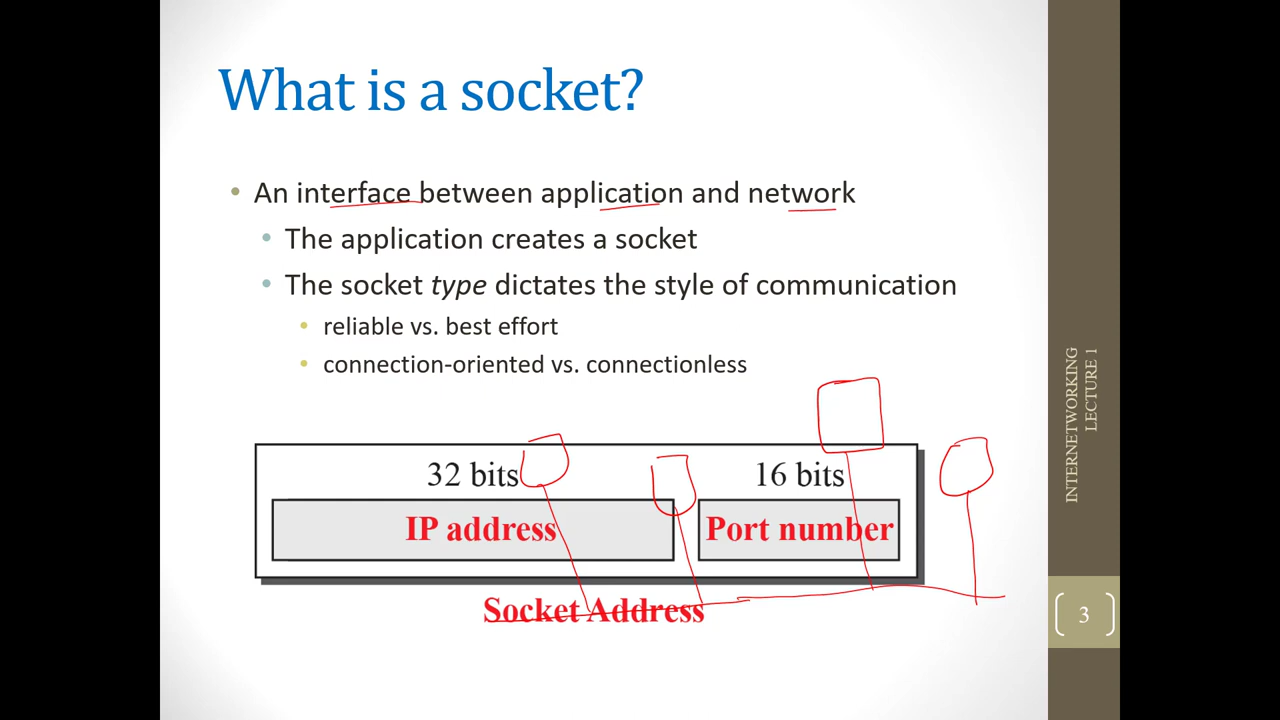 What is a socket?
• An interface between application and network
• The application creates a socket
• The socket type dictates the style of communication
• reliable vs. best effort
• connection-oriented vs. connectionless
32 bits 16 bits
IP address Port number
Socket Address
INTERNETWORKING
LECTURE 1
3